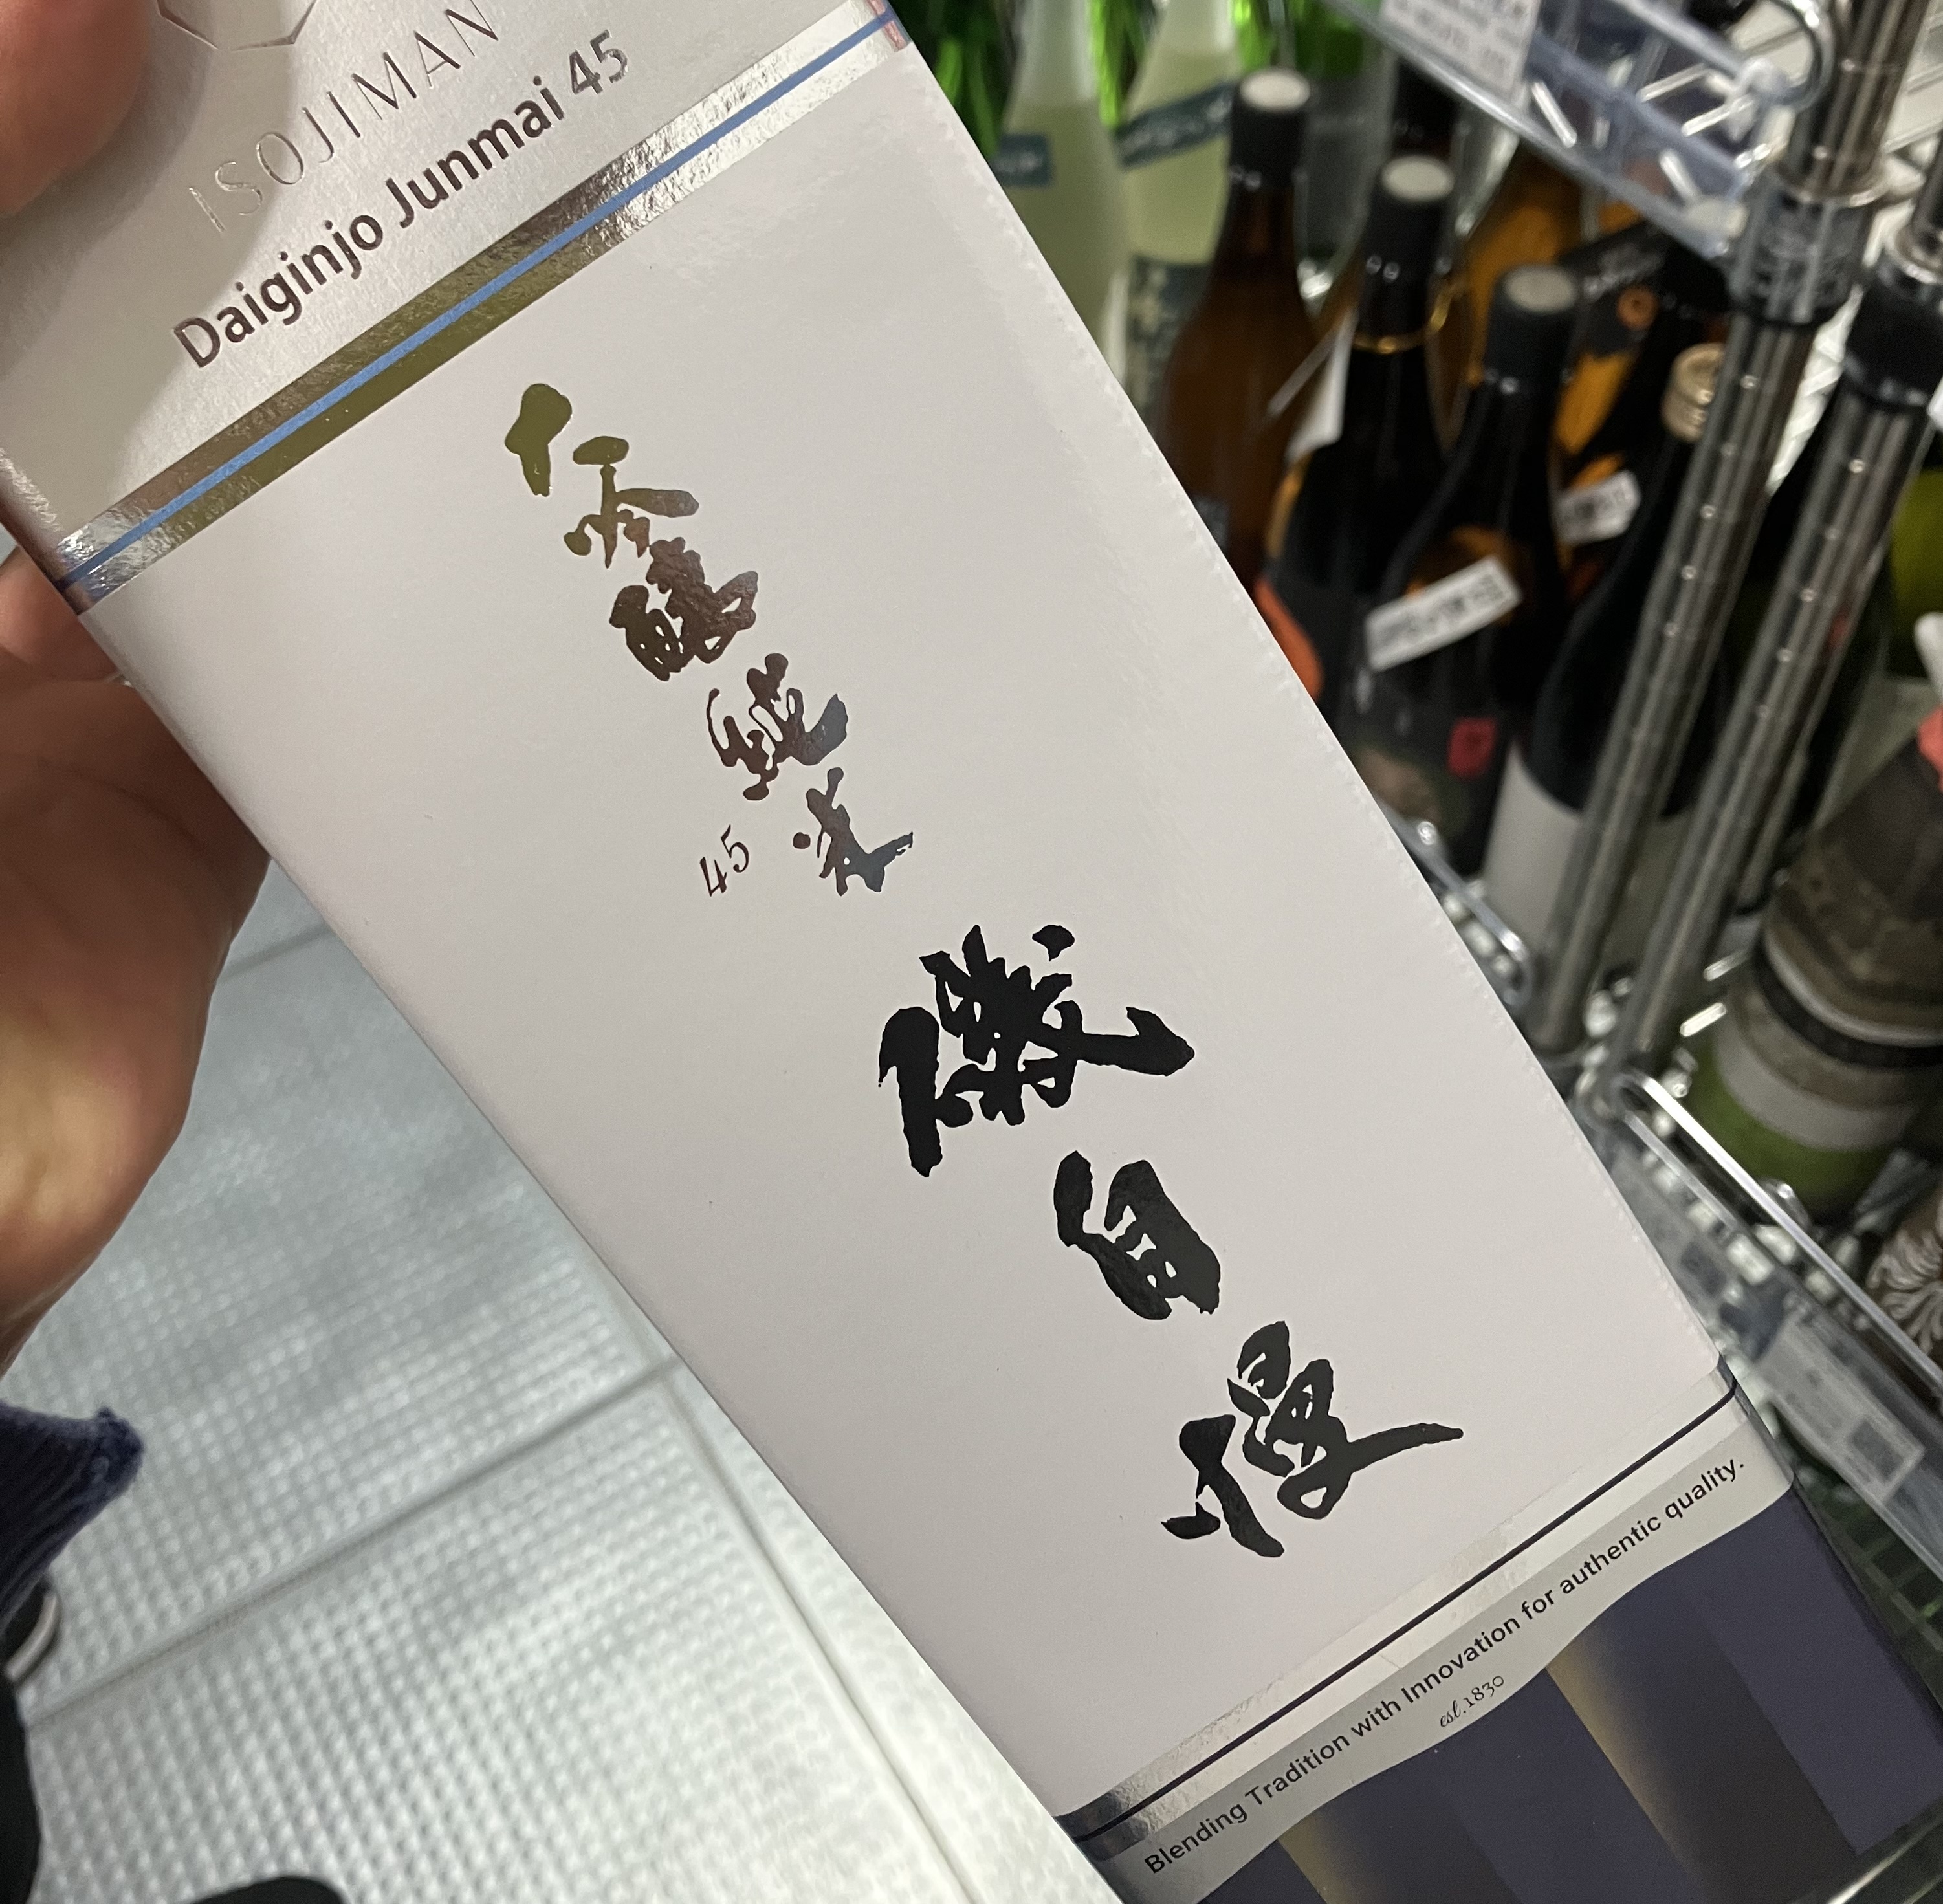 ISOJIMAN
Daiginjo Junmai 45
吟醸純米
45
磯自慢
Blending Tradition with Innovation for authentic quality.
est.1830